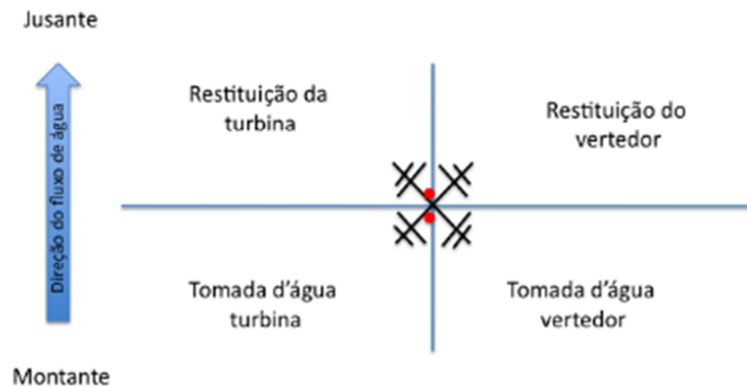 Jusante
Direção do fluxo de água
Restituição da
turbina
Restituição do
vertedor
Tomada d'água
turbina
Tomada d'água
vertedor
Montante